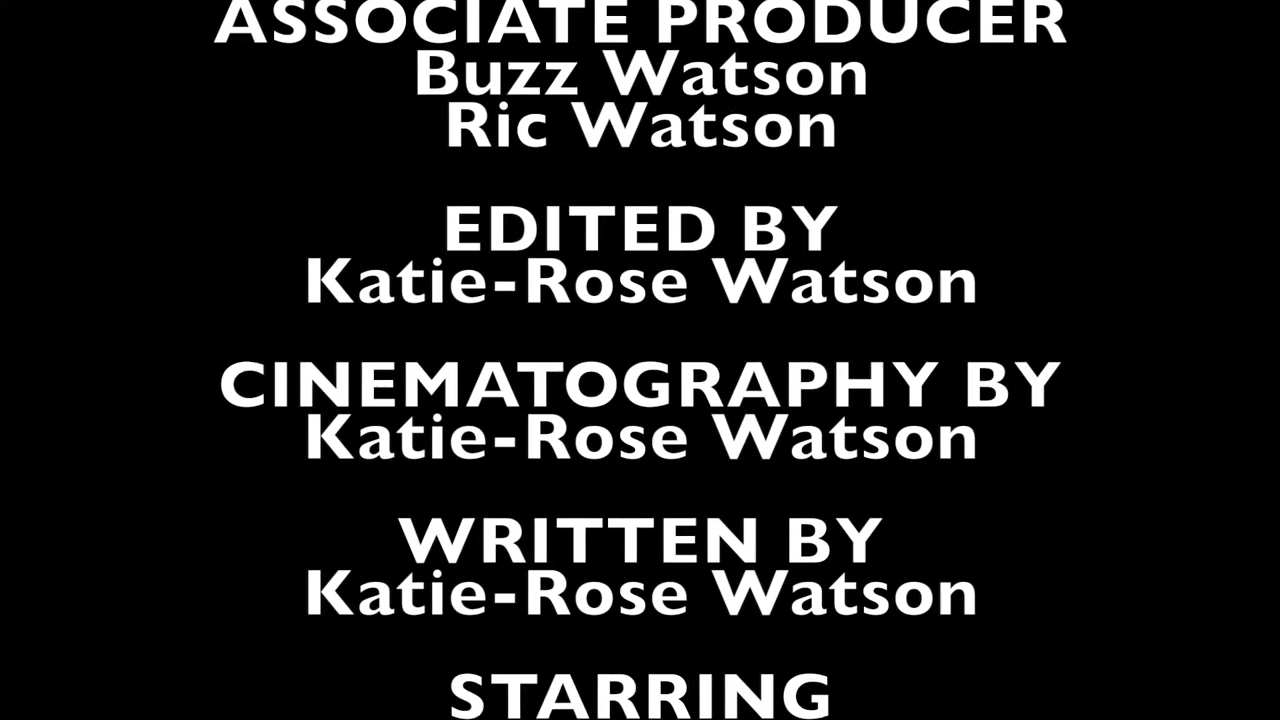 ASSOCIATE PRODUCER
Buzz Watson
Ric Watson
EDITED BY
Katie-Rose Watson
CINEMATOGRAPHY BY
Katie-Rose Watson
WRITTEN BY
Katie-Rose Watson
STARRING